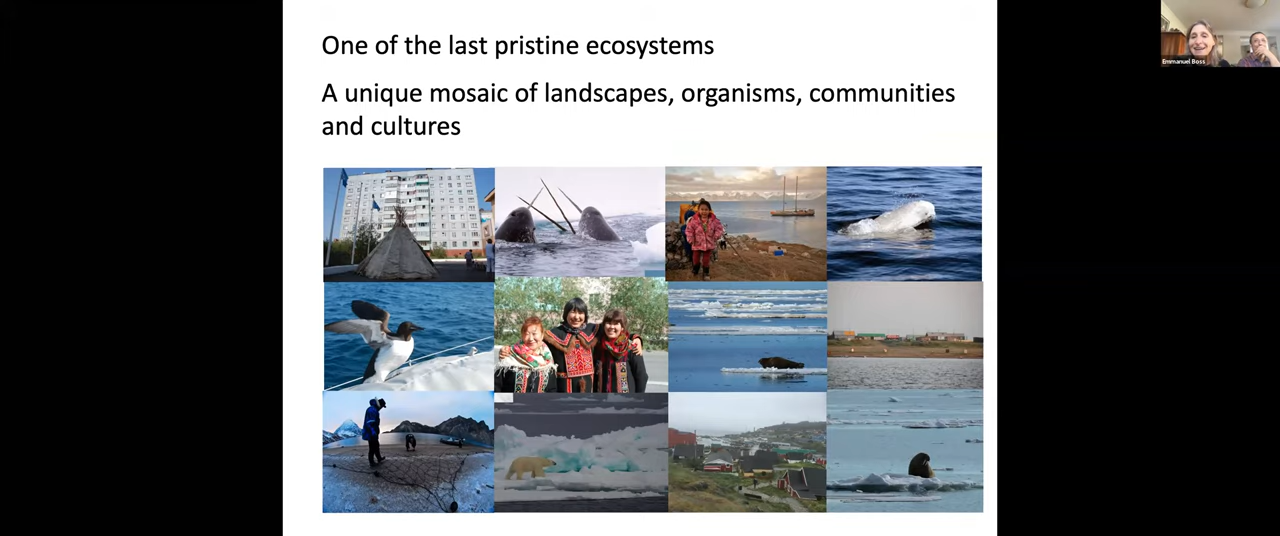 One of the last pristine ecosystems
A unique mosaic of landscapes, organisms, communities
and cultures
Emmanuel Boss